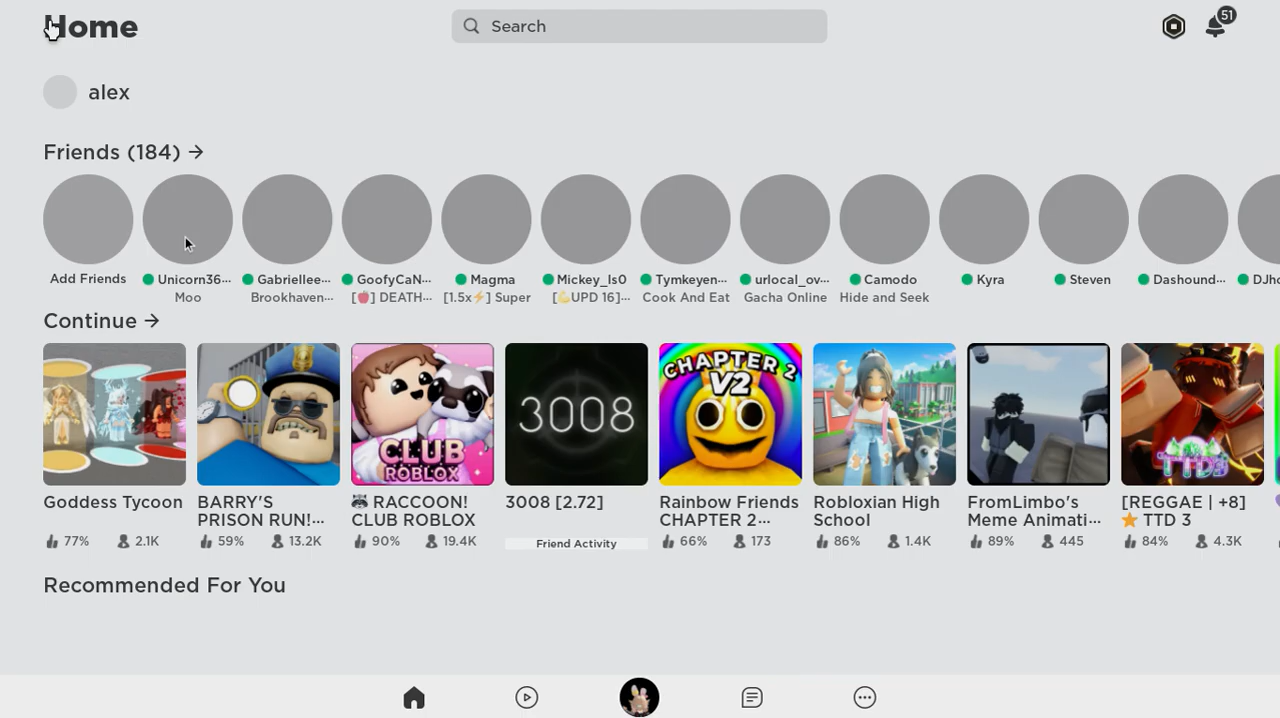 Home
Search
51
alex
Friends (184) →
Add Friends
Unicorn36...
Moo
Gabriellee...
Brookhaven...
GoofyCaN...
[🍎] DEATH...
Magma
[1.5x⚡] Super
Mickey_Is0
[💪UPD 16]...
Tymkeyen...
Cook And Eat
urlocal_ov...
Gacha Online
Camodo
Hide and Seek
Kyra
Steven
Dashound...
DJho
Continue →
CHAPTER 2
V2
3008
CLUB
ROBLOX
TTD3
Goddess Tycoon
77% 2.1K
BARRY'S
PRISON RUN!...
59% 13.2K
🦝 RACCOON!
CLUB ROBLOX
90% 19.4K
3008 [2.72]
Friend Activity
Rainbow Friends
CHAPTER 2...
66% 173
Robloxian High
School
86% 1.4K
FromLimbo's
Meme Animati...
89% 445
[REGGAE | +8]
⭐ TTD 3
84% 4.3K
Recommended For You